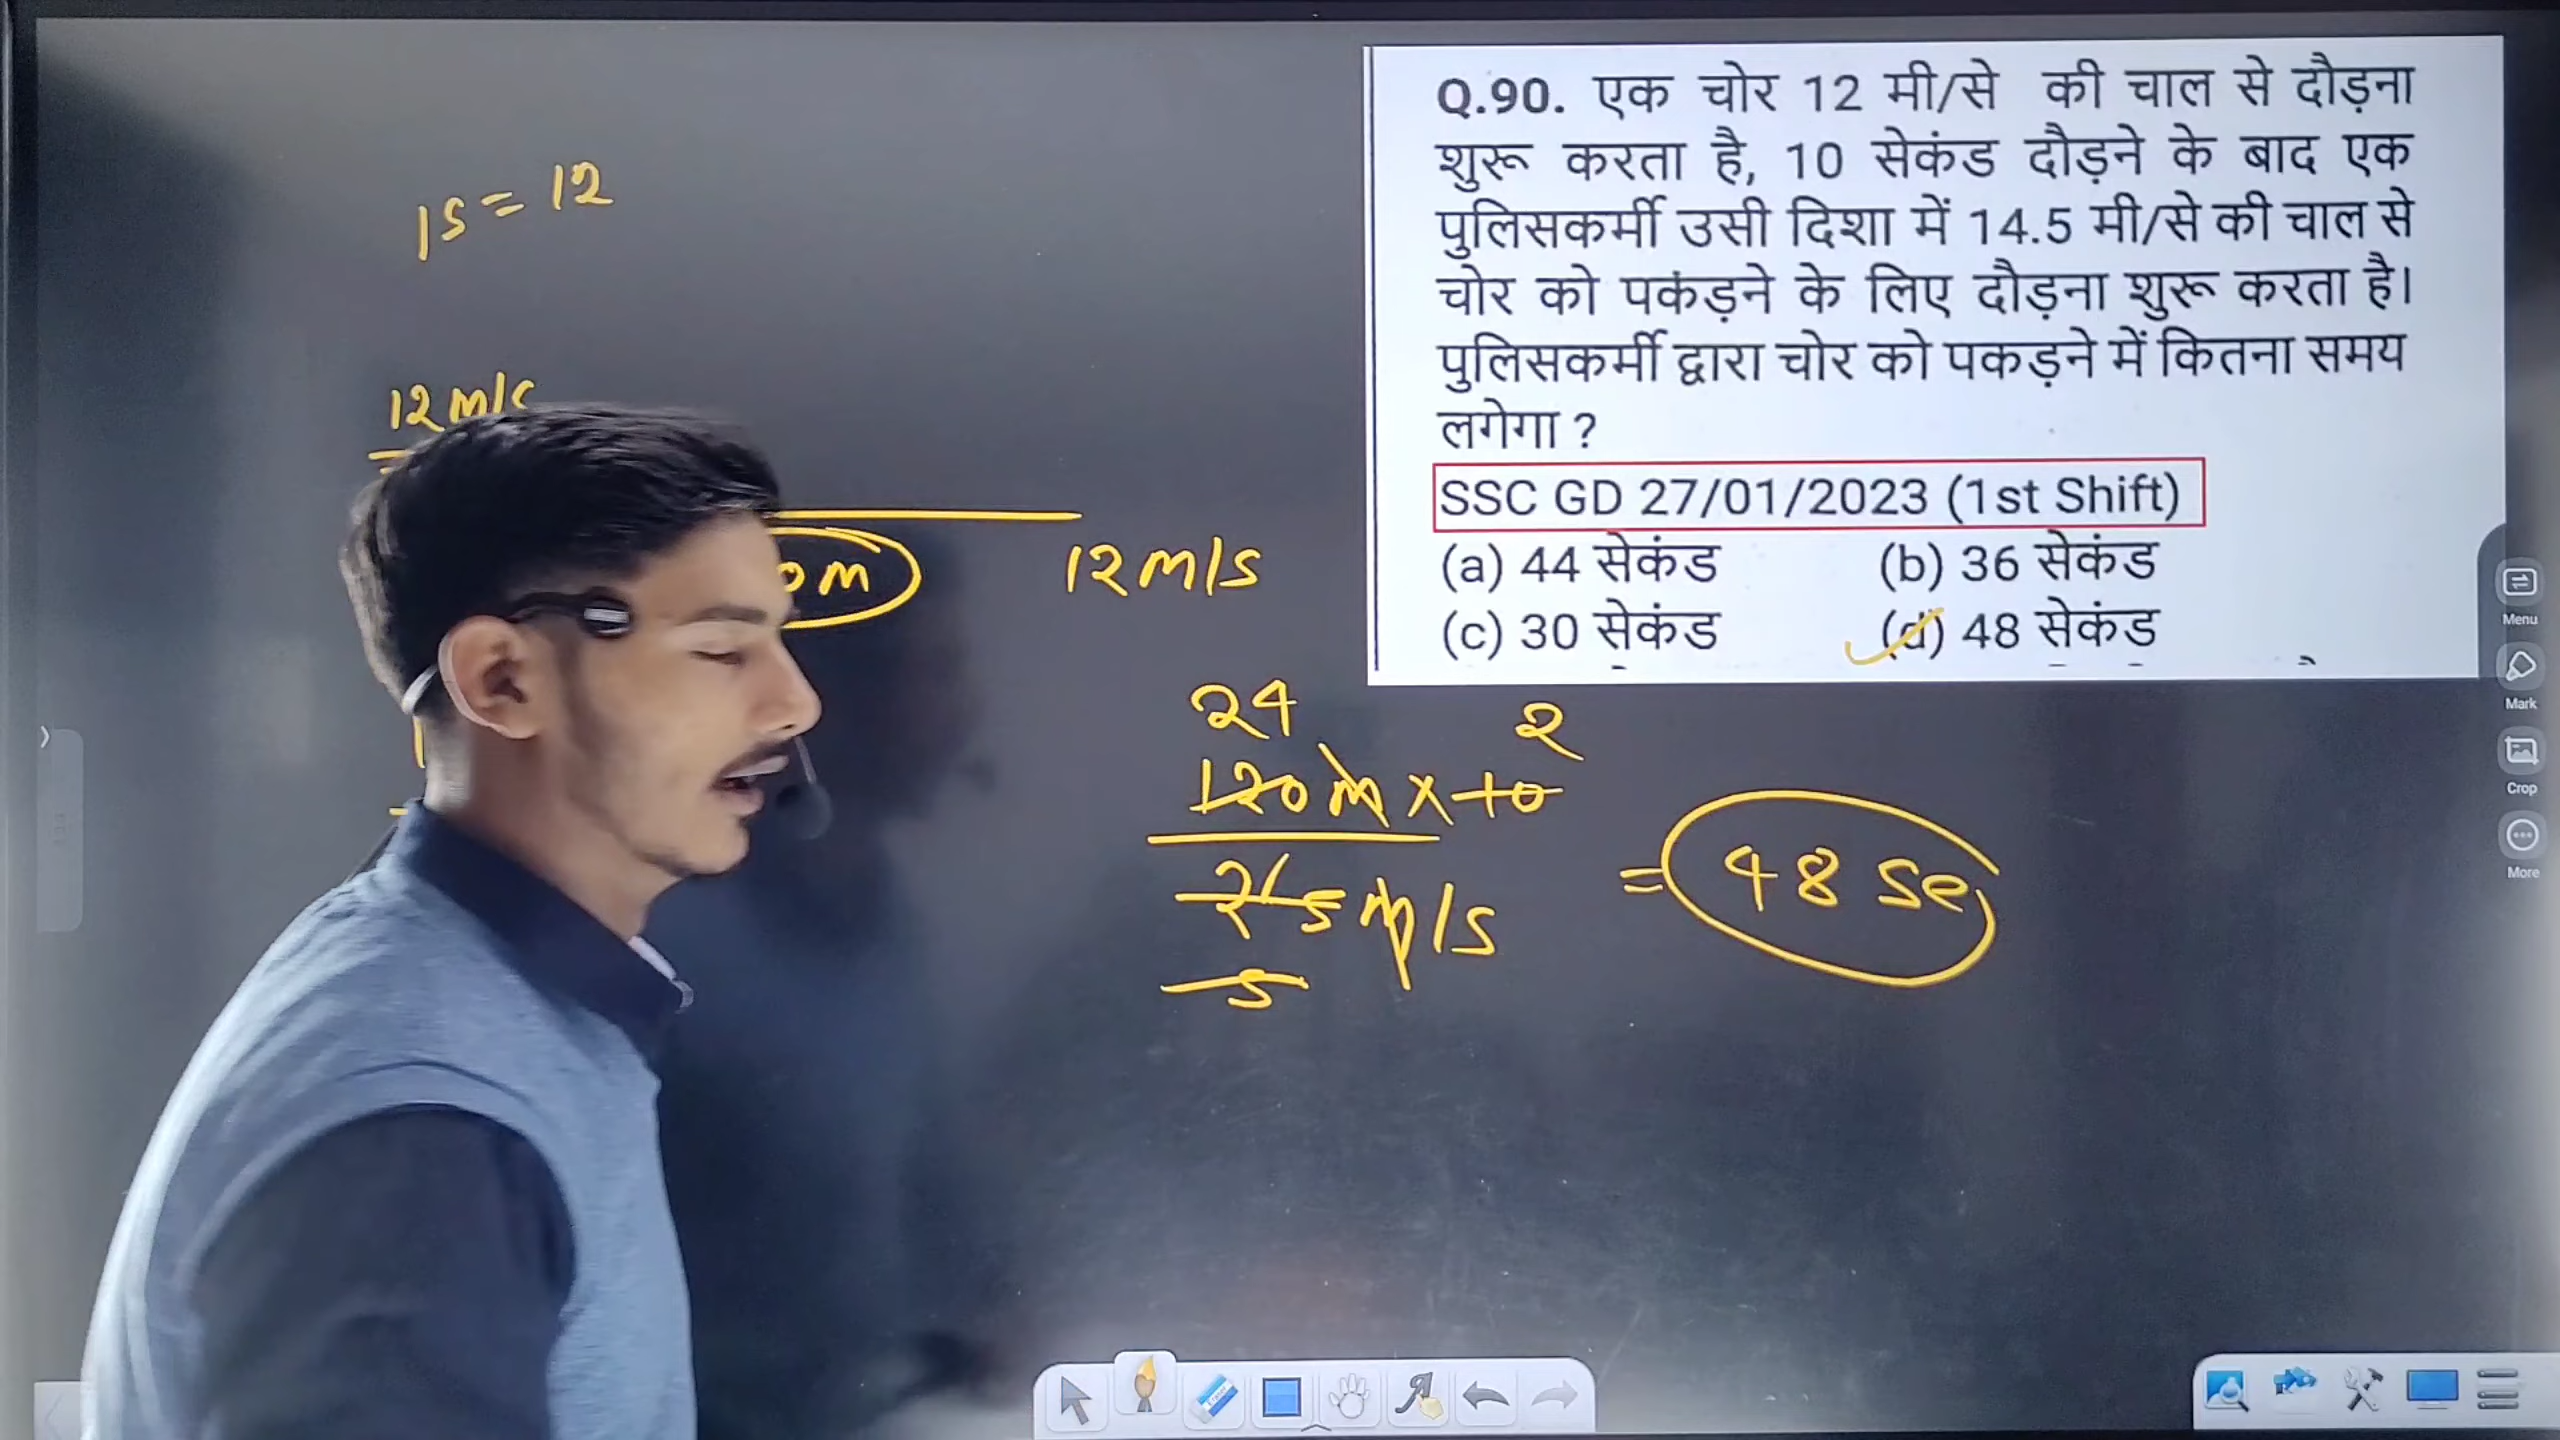 Q.90. एक चोर 12 मी/से की चाल से दौड़ना
शुरू करता है, 10 सेकंड दौड़ने के बाद एक
पुलिसकर्मी उसी दिशा में 14.5 मी/से की चाल से
चोर को पकंड़ने के लिए दौड़ना शुरू करता है।
पुलिसकर्मी द्वारा चोर को पकड़ने में कितना समय
लगेगा ?
SSC GD 27/01/2023 (1st Shift)
(a) 44 सेकंड (b) 36 सेकंड
(c) 30 सेकंड (d) 48 सेकंड
1s = 12
12 m/s
0 m
12 m/s
24 2
120 m x 10
25 m/s
5
= 48 se
Menu
Mark
Crop
More